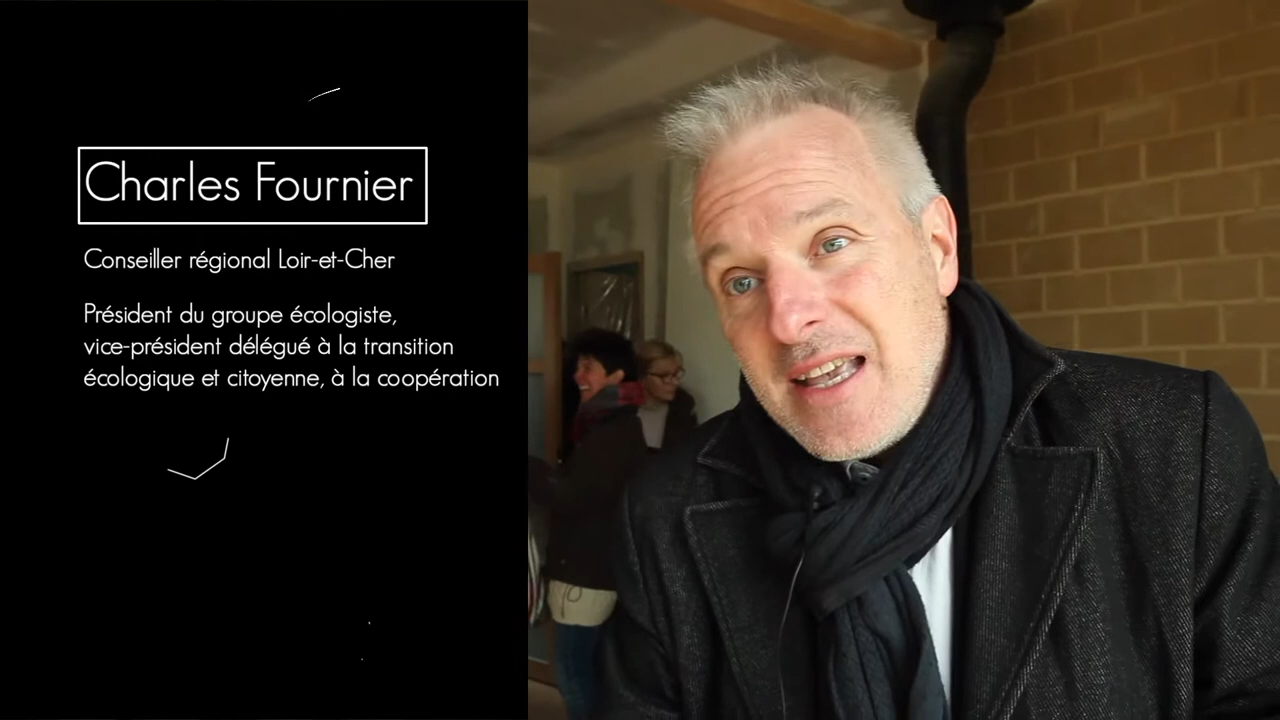 Charles Fournier
Conseiller régional Loir-et-Cher
Président du groupe écologiste,
vice-président délégué à la transition
écologique et citoyenne, à la coopération